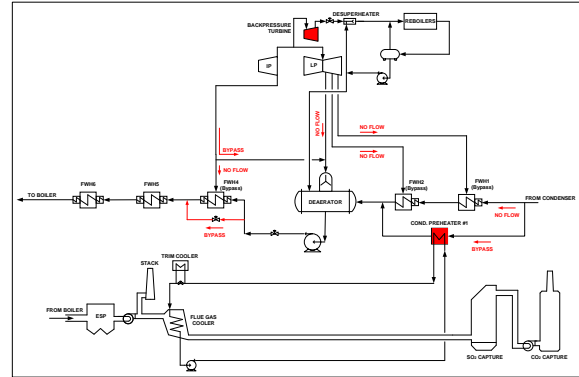 DESUPERHEATER
BACKPRESSURE
TURBINE
REBOILERS
IP
LP
NO FLOW
NO FLOW
NO FLOW
BYPASS
NO FLOW
TO BOILER
FWH6
FWH5
FWH4
(Bypass)
DEAERATOR
FWH2
(Bypass)
FWH1
(Bypass)
FROM CONDENSER
NO FLOW
BYPASS
COND. PREHEATER #1
BYPASS
TRIM COOLER
STACK
FROM BOILER
ESP
FLUE GAS
COOLER
SO2 CAPTURE
CO2 CAPTURE